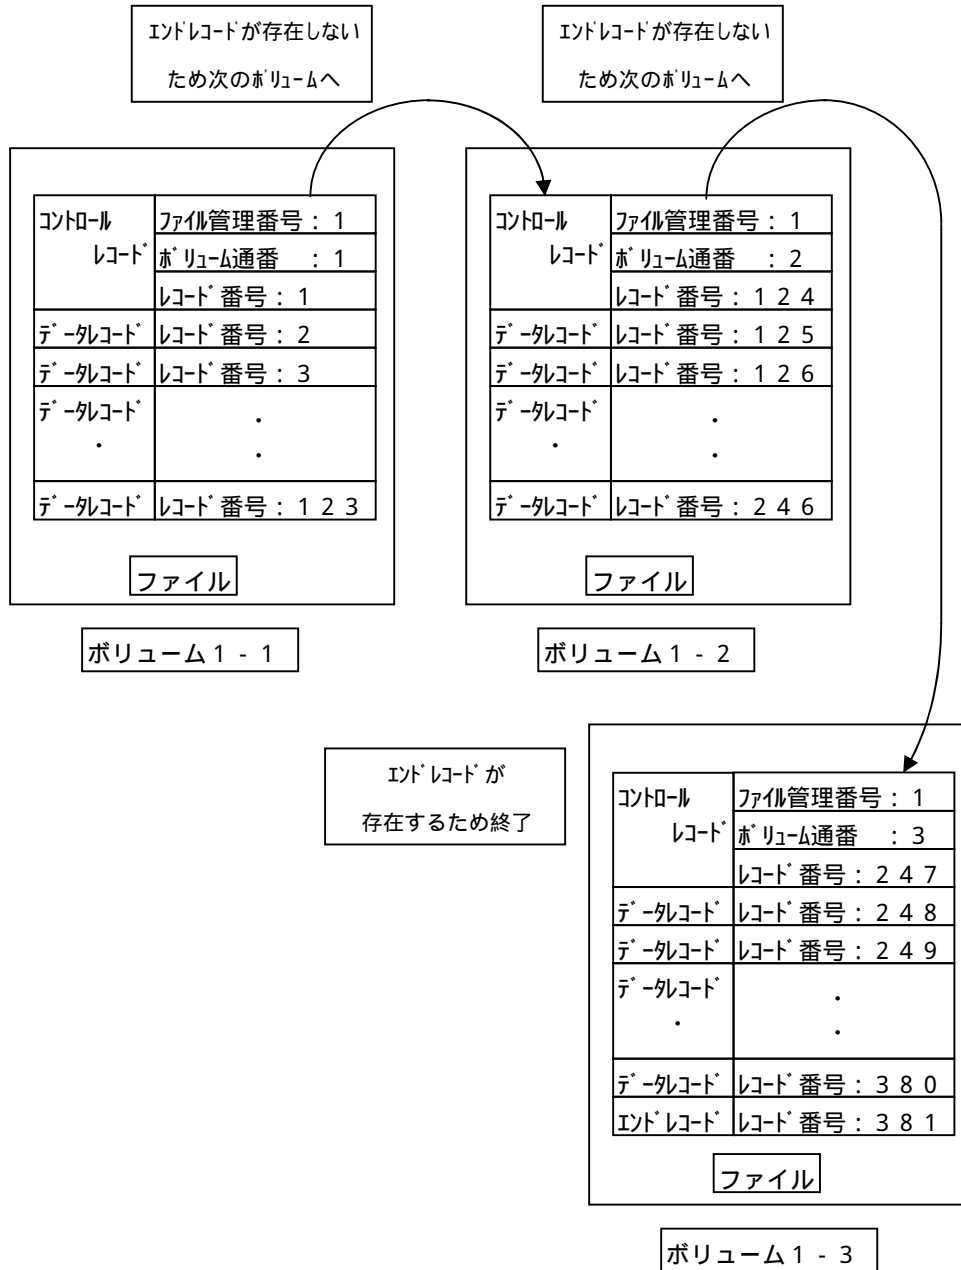 ｴﾝﾄﾞﾚｺｰﾄﾞが存在しない
ため次のﾎﾞﾘｭｰﾑへ
ｴﾝﾄﾞﾚｺｰﾄﾞが存在しない
ため次のﾎﾞﾘｭｰﾑへ
ｺﾝﾄﾛｰﾙ
ﾚｺｰﾄﾞ
ﾌｧｲﾙ管理番号：１
ﾎﾞﾘｭｰﾑ通番　：１
ﾚｺｰﾄﾞ番号：１
ﾃﾞｰﾀﾚｺｰﾄﾞ ﾚｺｰﾄﾞ番号：２
ﾃﾞｰﾀﾚｺｰﾄﾞ ﾚｺｰﾄﾞ番号：３
ﾃﾞｰﾀﾚｺｰﾄﾞ ・
・ ・
ﾃﾞｰﾀﾚｺｰﾄﾞ ﾚｺｰﾄﾞ番号：１２３
ファイル
ボリューム１－１
ｺﾝﾄﾛｰﾙ
ﾚｺｰﾄﾞ
ﾌｧｲﾙ管理番号：１
ﾎﾞﾘｭｰﾑ通番　：２
ﾚｺｰﾄﾞ番号：１２４
ﾃﾞｰﾀﾚｺｰﾄﾞ ﾚｺｰﾄﾞ番号：１２５
ﾃﾞｰﾀﾚｺｰﾄﾞ ﾚｺｰﾄﾞ番号：１２６
ﾃﾞｰﾀﾚｺｰﾄﾞ ・
・ ・
ﾃﾞｰﾀﾚｺｰﾄﾞ ﾚｺｰﾄﾞ番号：２４６
ファイル
ボリューム１－２
ｴﾝﾄﾞﾚｺｰﾄﾞが
存在するため終了
ｺﾝﾄﾛｰﾙ
ﾚｺｰﾄﾞ
ﾌｧｲﾙ管理番号：１
ﾎﾞﾘｭｰﾑ通番　：３
ﾚｺｰﾄﾞ番号：２４７
ﾃﾞｰﾀﾚｺｰﾄﾞ ﾚｺｰﾄﾞ番号：２４８
ﾃﾞｰﾀﾚｺｰﾄﾞ ﾚｺｰﾄﾞ番号：２４９
ﾃﾞｰﾀﾚｺｰﾄﾞ ・
・ ・
ﾃﾞｰﾀﾚｺｰﾄﾞ ﾚｺｰﾄﾞ番号：３８０
ｴﾝﾄﾞﾚｺｰﾄﾞ ﾚｺｰﾄﾞ番号：３８１
ファイル
ボリューム１－３